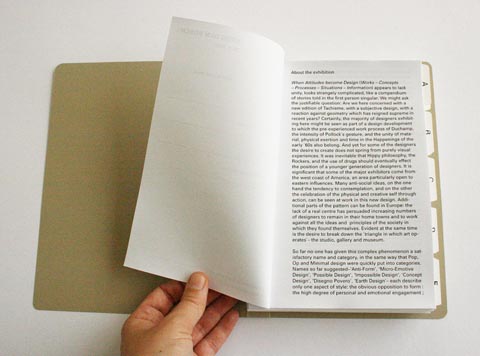 About the exhibition
When Attitudes become Design (Works – Concepts
– Processes – Situations – Information) appears to lack
unity, looks strangely complicated, like a compendium
of stories told in the first person singular. We might ask
the justifiable question: Are we here concerned with a
new edition of Tachisme, with a subjective design, with a
reaction against geometry which has reigned supreme in
recent years? Certainly, the majority of designers exhibit-
ing here might be seen as part of a design development
to which the pre experienced work process of Duchamp,
the intensity of Pollock's gesture, and the unity of mate-
rial, physical exertion and time in the Happenings of the
early '60s also belong. And yet for some of the designers
the desire to create does not spring from purely visual
experiences. It was inevitable that Hippy philosophy, the
Rockers, and the use of drugs should eventually affect
the position of a younger generation of designers. It is
significant that some of the major exhibitors come from
the west coast of America, an area particularly open to
eastern influences. Many anti-social ideas, on the one
hand the tendency to contemplation, and on the other
the celebration of the physical and creative self through
action, can be seen at work in this new design. Addi-
tional parts of the pattern can be found in Europe: the
lack of a real centre has persuaded increasing numbers
of designers to remain in their home towns and to work
against all the ideas and principles of the society in
which they found themselves. Evident at the same time
is the desire to break down the 'triangle in which art op-
erates' - the studio, gallery and museum.
So far no-one has given this complex phenomenon a sat-
isfactory name and category, in the same way that Pop,
Op and Minimal design were quickly put into categories.
Names so far suggested -'Anti-Form', 'Micro-Emotive
Design', 'Possible Design', 'Impossible Design', 'Concept
Design', 'Disegno Povero', 'Earth Design' – each describe
only one aspect of style: the obvious opposition to form
the high degree of personal and emotional engagement
A
B
C
D
E